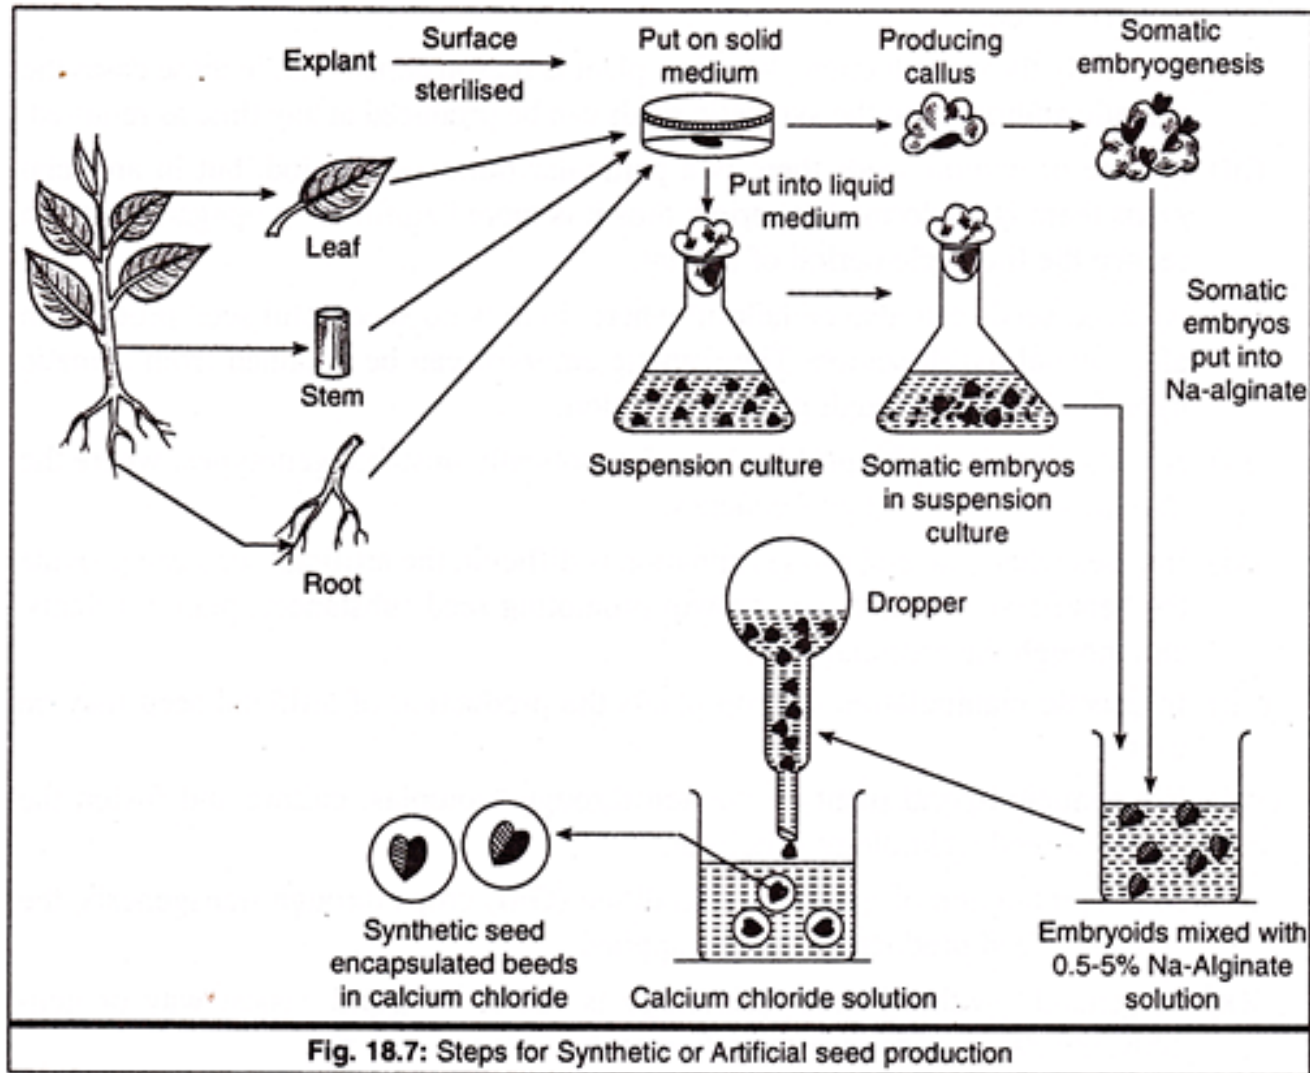 Explant
Surface
sterilised
Put on solid
medium
Producing
callus
Somatic
embryogenesis
Leaf
Put into liquid
medium
Stem
Somatic
embryos
put into
Na-alginate
Suspension culture
Somatic embryos
in suspension
culture
Root
Dropper
Synthetic seed
encapsulated beeds
in calcium chloride
Calcium chloride solution
Embryoids mixed with
0.5-5% Na-Alginate
solution
Fig. 18.7: Steps for Synthetic or Artificial seed production